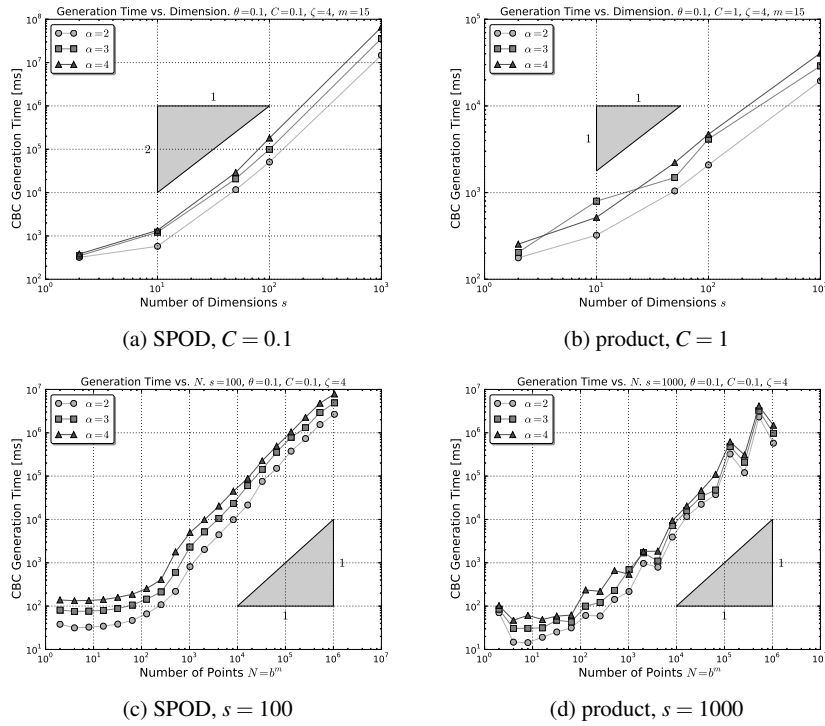 Generation Time vs. Dimension. θ=0.1, C=0.1, ζ=4, m=15
α=2
α=3
α=4
CBC Generation Time [ms]
10^8
10^7
10^6
10^5
10^4
10^3
10^2
1
2
10^0 10^1 10^2 10^3
Number of Dimensions s
(a) SPOD, C = 0.1
Generation Time vs. Dimension. θ=0.1, C=1, ζ=4, m=15
α=2
α=3
α=4
CBC Generation Time [ms]
10^5
10^4
10^3
10^2
1
1
10^0 10^1 10^2 10^3
Number of Dimensions s
(b) product, C = 1
Generation Time vs. N. s=100, θ=0.1, C=0.1, ζ=4
α=2
α=3
α=4
CBC Generation Time [ms]
10^7
10^6
10^5
10^4
10^3
10^2
10^1
1
1
10^0 10^1 10^2 10^3 10^4 10^5 10^6 10^7
Number of Points N=b^m
(c) SPOD, s = 100
Generation Time vs. N. s=1000, θ=0.1, C=0.1, ζ=4
α=2
α=3
α=4
CBC Generation Time [ms]
10^7
10^6
10^5
10^4
10^3
10^2
10^1
1
1
10^0 10^1 10^2 10^3 10^4 10^5 10^6 10^7
Number of Points N=b^m
(d) product, s = 1000